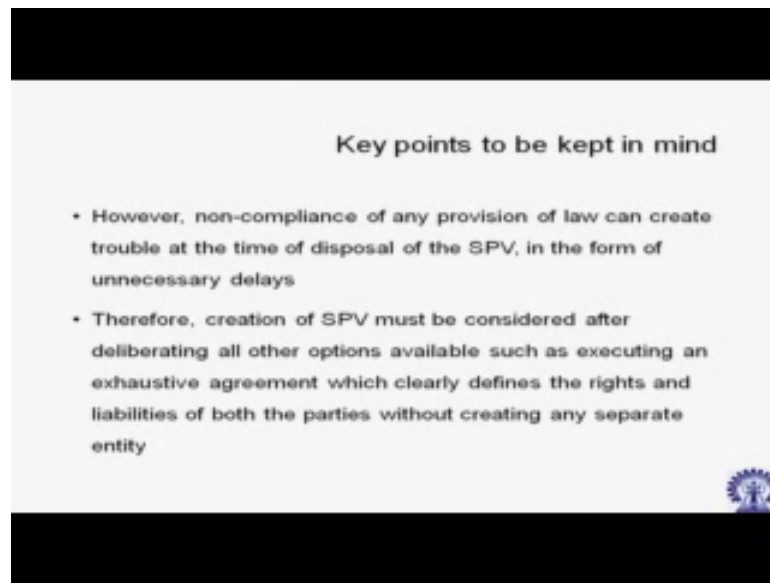 Key points to be kept in mind
• However, non-compliance of any provision of law can create
trouble at the time of disposal of the SPV, in the form of
unnecessary delays
• Therefore, creation of SPV must be considered after
deliberating all other options available such as executing an
exhaustive agreement which clearly defines the rights and
liabilities of both the parties without creating any separate
entity